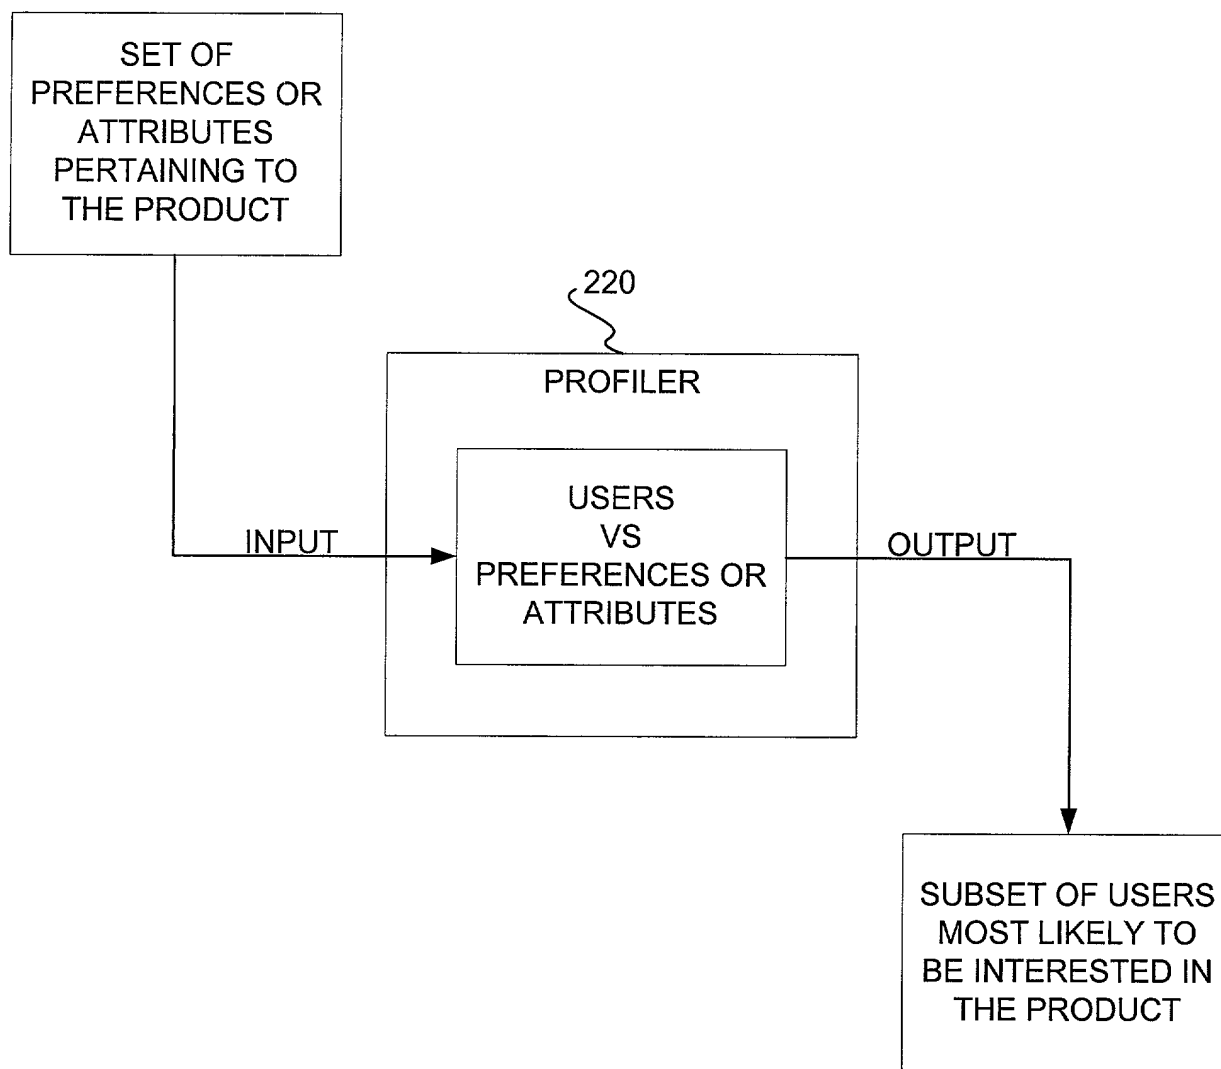 SET OF
PREFERENCES OR
ATTRIBUTES
PERTAINING TO
THE PRODUCT
220
PROFILER
USERS
VS
PREFERENCES OR
ATTRIBUTES
INPUT
OUTPUT
SUBSET OF USERS
MOST LIKELY TO
BE INTERESTED IN
THE PRODUCT